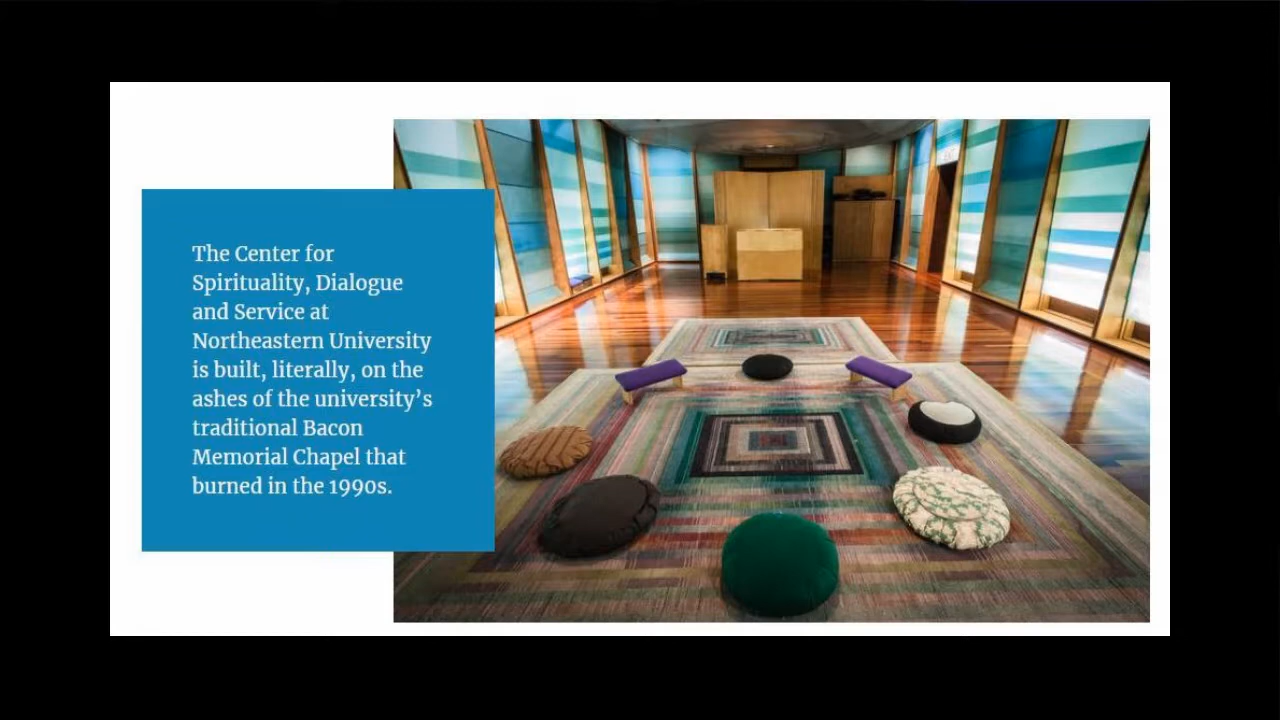 The Center for
Spirituality, Dialogue
and Service at
Northeastern University
is built, literally, on the
ashes of the university’s
traditional Bacon
Memorial Chapel that
burned in the 1990s.